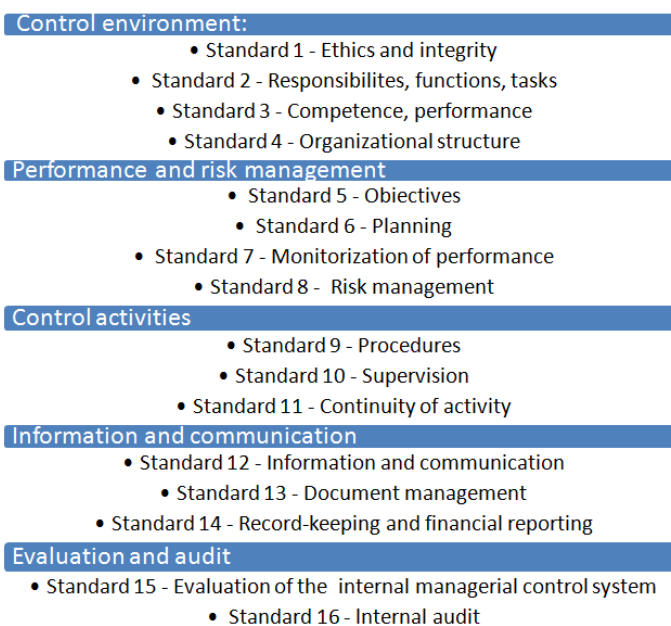 Control environment:
• Standard 1 - Ethics and integrity
• Standard 2 - Responsibilites, functions, tasks
• Standard 3 - Competence, performance
• Standard 4 - Organizational structure
Performance and risk management
• Standard 5 - Objectives
• Standard 6 - Planning
• Standard 7 - Monitorization of performance
• Standard 8 - Risk management
Control activities
• Standard 9 - Procedures
• Standard 10 - Supervision
• Standard 11 - Continuity of activity
Information and communication
• Standard 12 - Information and communication
• Standard 13 - Document management
• Standard 14 - Record-keeping and financial reporting
Evaluation and audit
• Standard 15 - Evaluation of the internal managerial control system
• Standard 16 - Internal audit